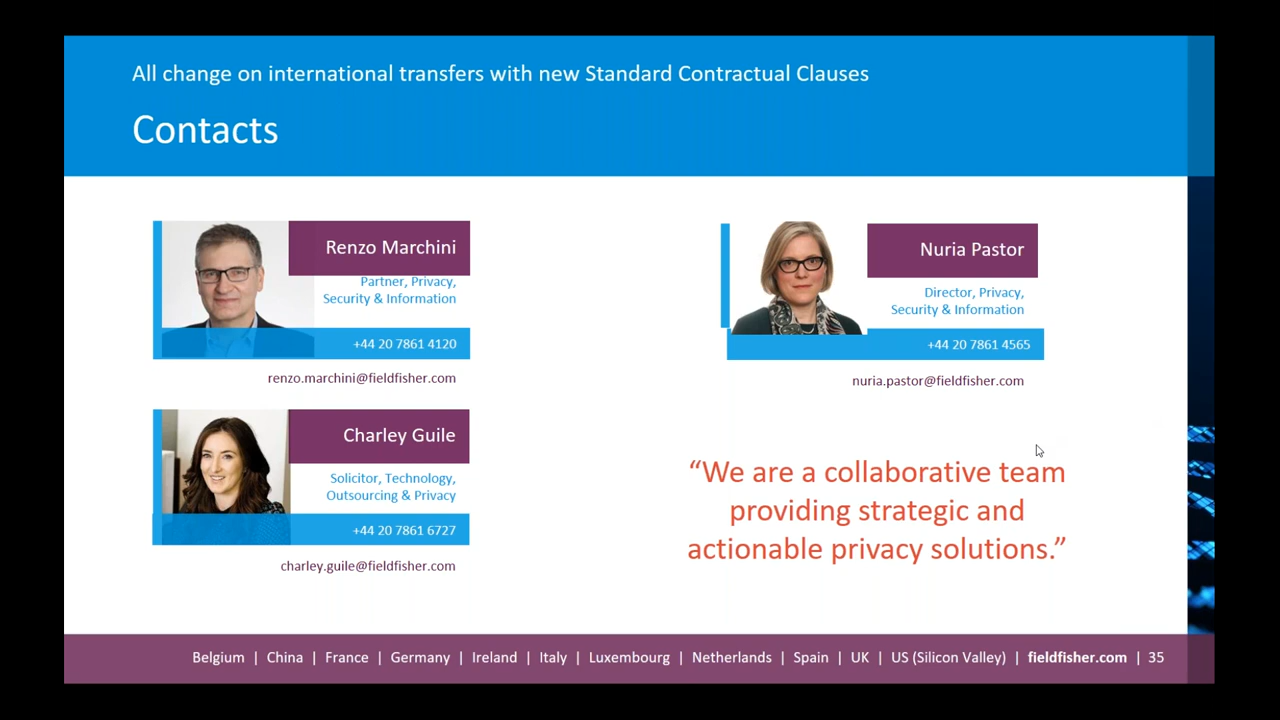 All change on international transfers with new Standard Contractual Clauses
Contacts
Renzo Marchini
Partner, Privacy,
Security & Information
+44 20 7861 4120
renzo.marchini@fieldfisher.com
Nuria Pastor
Director, Privacy,
Security & Information
+44 20 7861 4565
nuria.pastor@fieldfisher.com
Charley Guile
Solicitor, Technology,
Outsourcing & Privacy
+44 20 7861 6727
charley.guile@fieldfisher.com
“We are a collaborative team
providing strategic and
actionable privacy solutions.”
Belgium | China | France | Germany | Ireland | Italy | Luxembourg | Netherlands | Spain | UK | US (Silicon Valley) | fieldfisher.com | 35